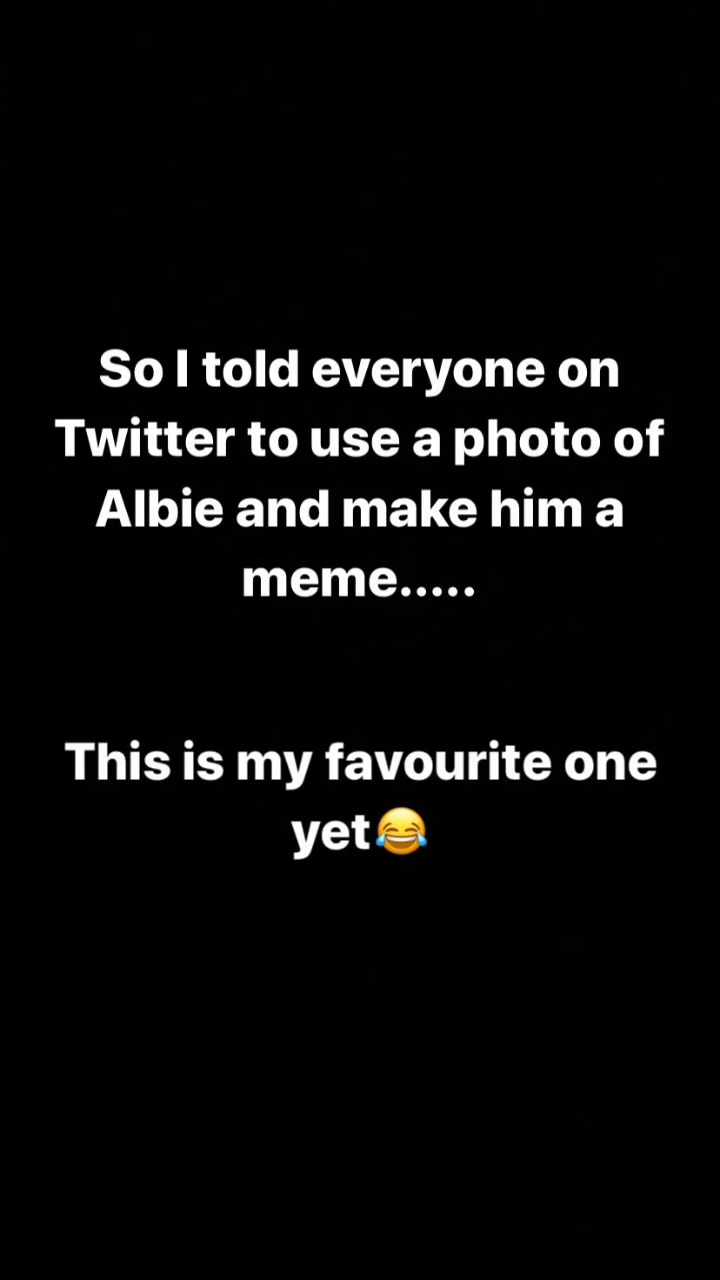 So I told everyone on
Twitter to use a photo of
Albie and make him a
meme.....
This is my favourite one
yet😂